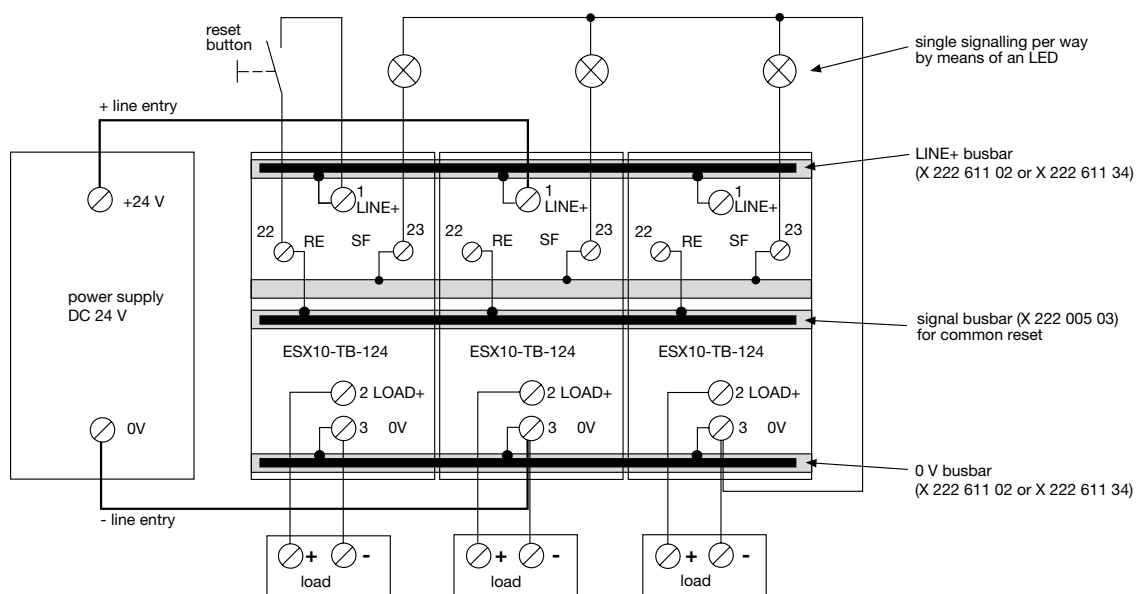 reset
button
single signalling per way
by means of an LED
+ line entry
LINE+ busbar
(X 222 611 02 or X 222 611 34)
+24 V
1
LINE+
1
LINE+
1
LINE+
22
RE
SF
23
22
RE
SF
23
22
RE
SF
23
power supply
DC 24 V
signal busbar (X 222 005 03)
for common reset
ESX10-TB-124
ESX10-TB-124
ESX10-TB-124
2 LOAD+
2 LOAD+
2 LOAD+
0V
3 0V
3 0V
3 0V
0 V busbar
(X 222 611 02 or X 222 611 34)
- line entry
+ -
+ -
+ -
load
load
load